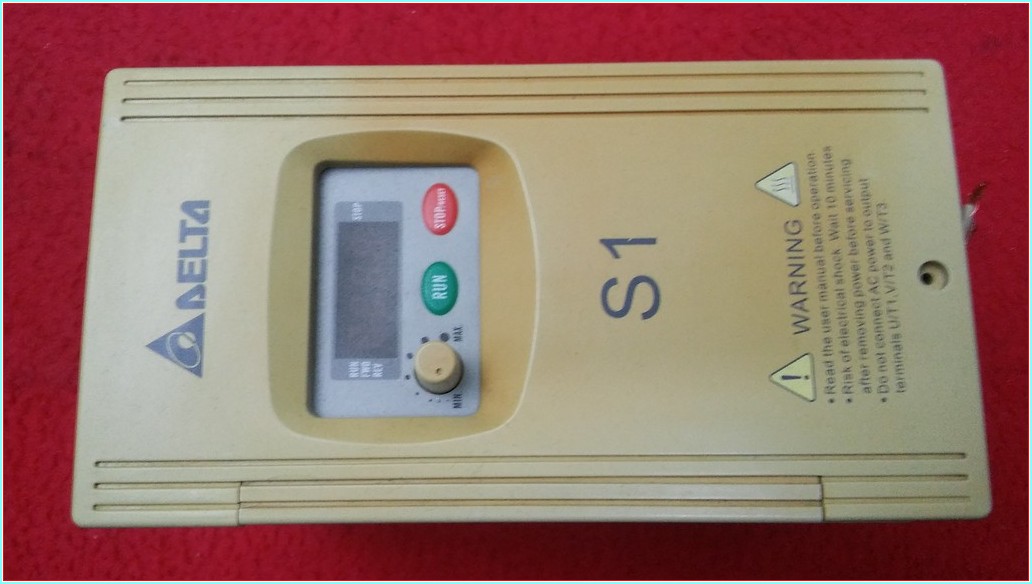 DELTA
STOP
RUN
FWD
REV
STOP/RESET
RUN
MIN
MAX
S1
WARNING
• Read the user manual before operation.
• Risk of electrical shock. Wait 10 minutes
after removing power before servicing
• Do not connect AC power to output
terminals U/T1,V/T2 and W/T3